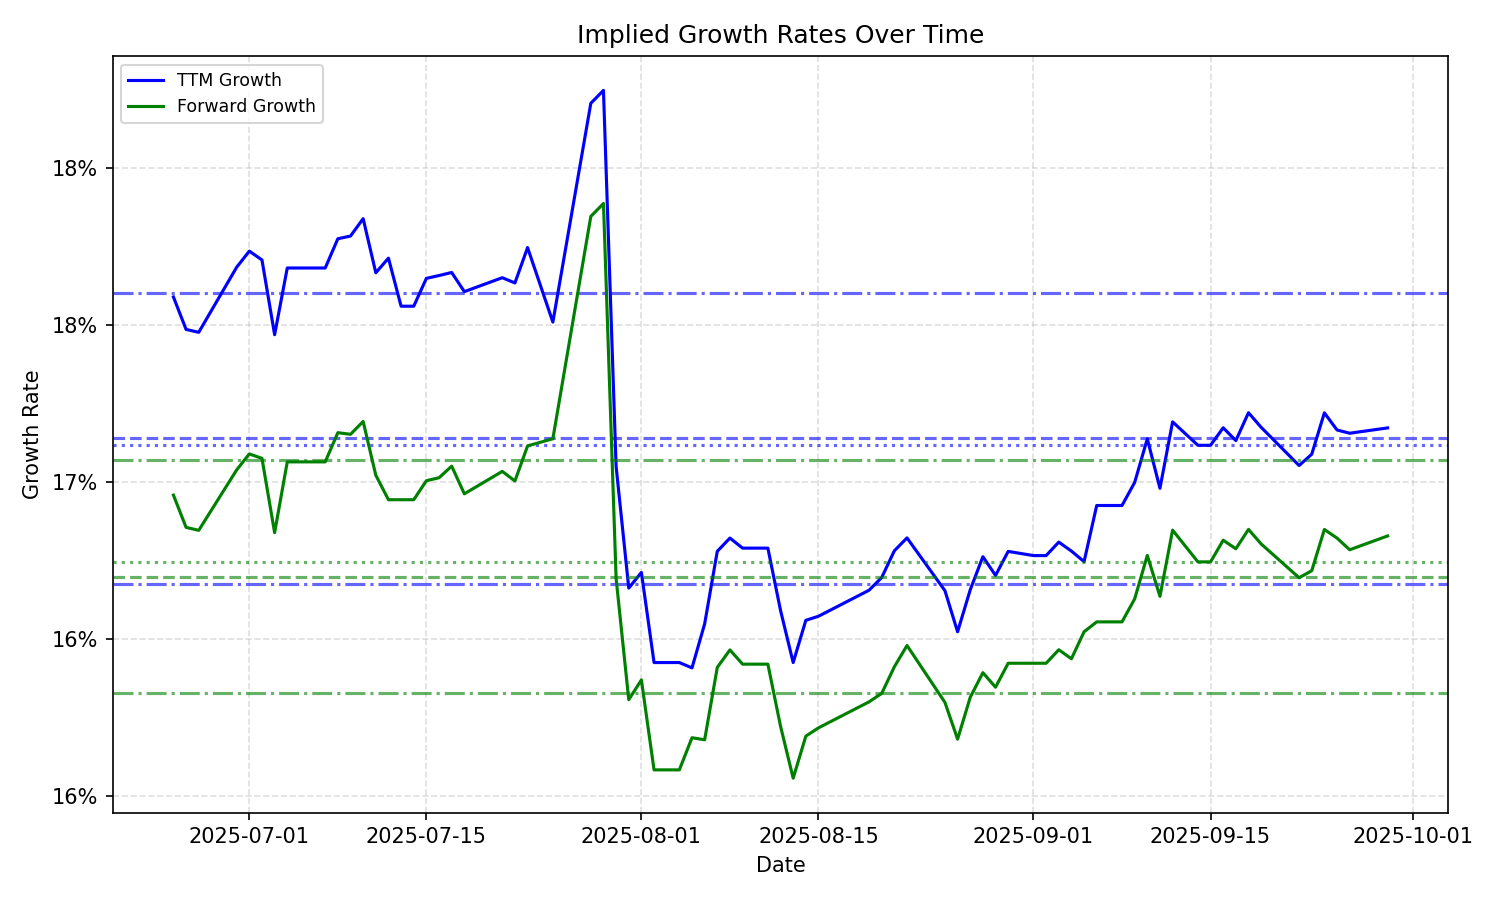 Implied Growth Rates Over Time
TTM Growth
Forward Growth
18%
18%
17%
16%
16%
Growth Rate
2025-07-01
2025-07-15
2025-08-01
2025-08-15
2025-09-01
2025-09-15
2025-10-01
Date